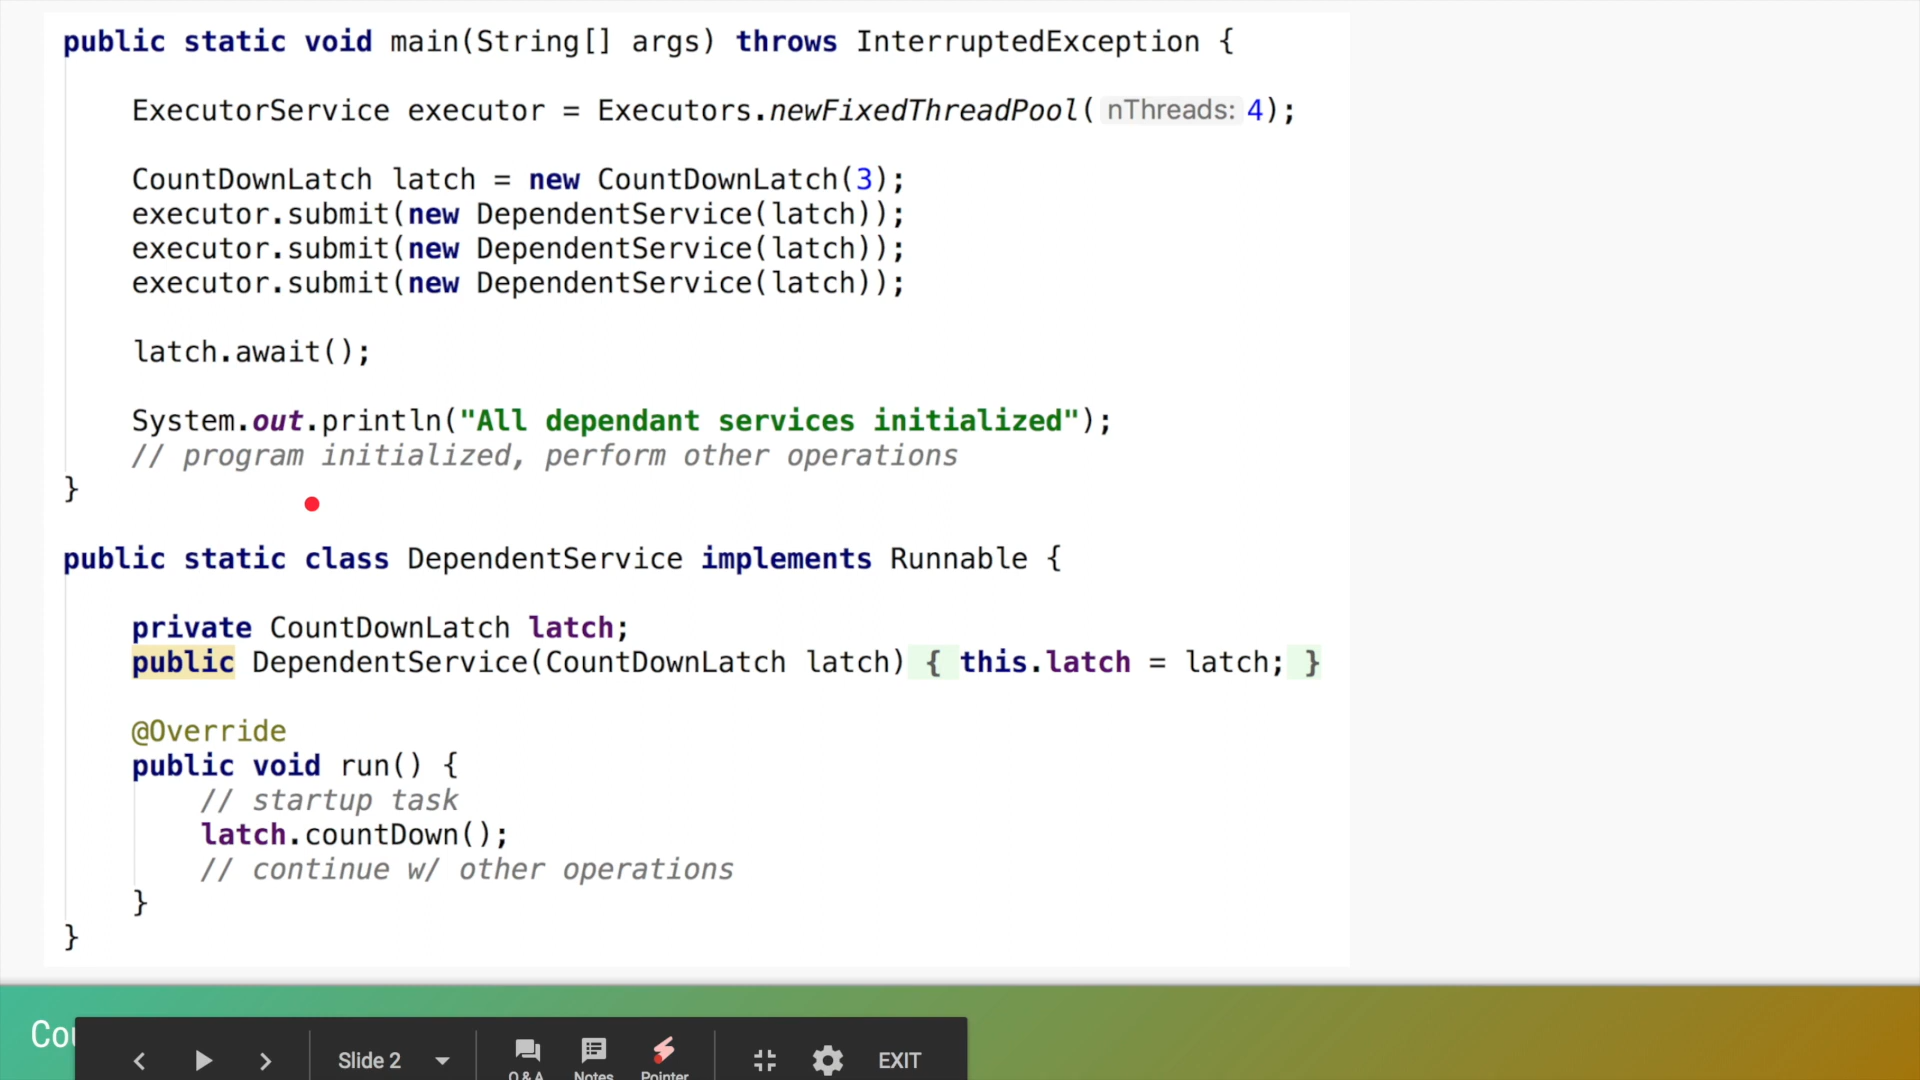 public static void main(String[] args) throws InterruptedException {
ExecutorService executor = Executors.newFixedThreadPool( nThreads: 4);
CountDownLatch latch = new CountDownLatch(3);
executor.submit(new DependentService(latch));
executor.submit(new DependentService(latch));
executor.submit(new DependentService(latch));
latch.await();
System.out.println("All dependant services initialized");
// program initialized, perform other operations
}
public static class DependentService implements Runnable {
private CountDownLatch latch;
public DependentService(CountDownLatch latch) { this.latch = latch; }
@Override
public void run() {
// startup task
latch.countDown();
// continue w/ other operations
}
}
Slide 2
Q & A
Notes
Pointer
EXIT